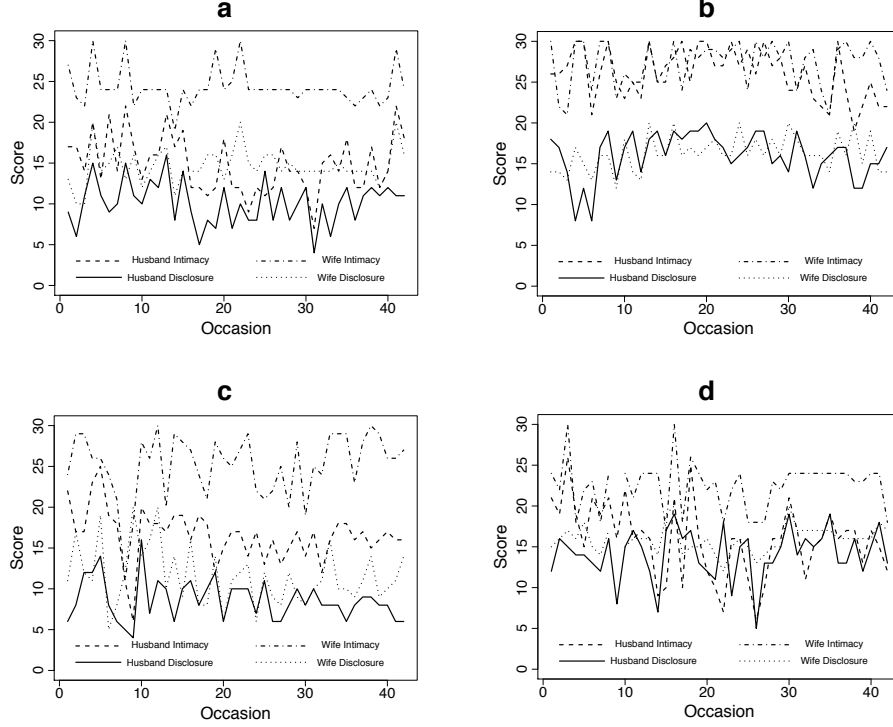 a
30
25
20
15
10
5
0
Score
Husband Intimacy
Wife Intimacy
Husband Disclosure
Wife Disclosure
0 10 20 30 40
Occasion
b
30
25
20
15
10
5
0
Score
Husband Intimacy
Wife Intimacy
Husband Disclosure
Wife Disclosure
0 10 20 30 40
Occasion
c
30
25
20
15
10
5
0
Score
Husband Intimacy
Wife Intimacy
Husband Disclosure
Wife Disclosure
0 10 20 30 40
Occasion
d
30
25
20
15
10
5
0
Score
Husband Intimacy
Wife Intimacy
Husband Disclosure
Wife Disclosure
0 10 20 30 40
Occasion